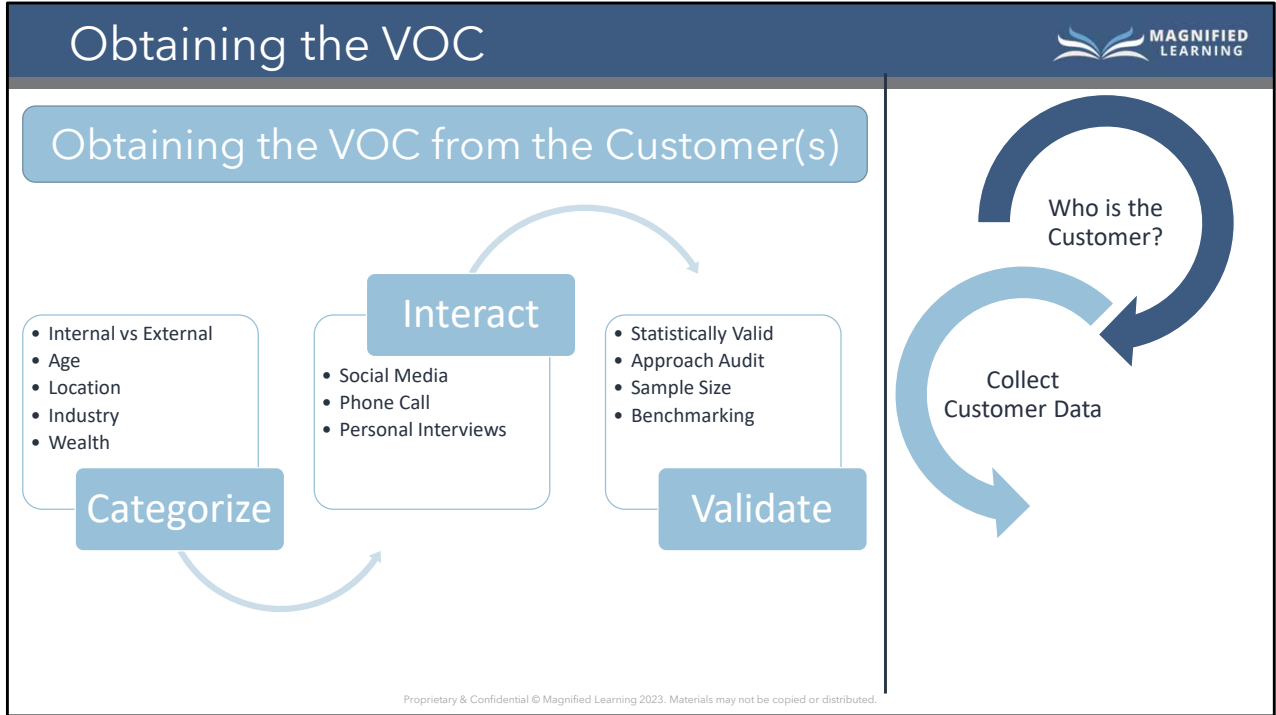 Obtaining the VOC
MAGNIFIED
LEARNING
Obtaining the VOC from the Customer(s)
• Internal vs External
• Age
• Location
• Industry
• Wealth
Categorize
Interact
• Social Media
• Phone Call
• Personal Interviews
• Statistically Valid
• Approach Audit
• Sample Size
• Benchmarking
Validate
Who is the
Customer?
Collect
Customer Data
Proprietary & Confidential © Magnified Learning 2023. Materials may not be copied or distributed.